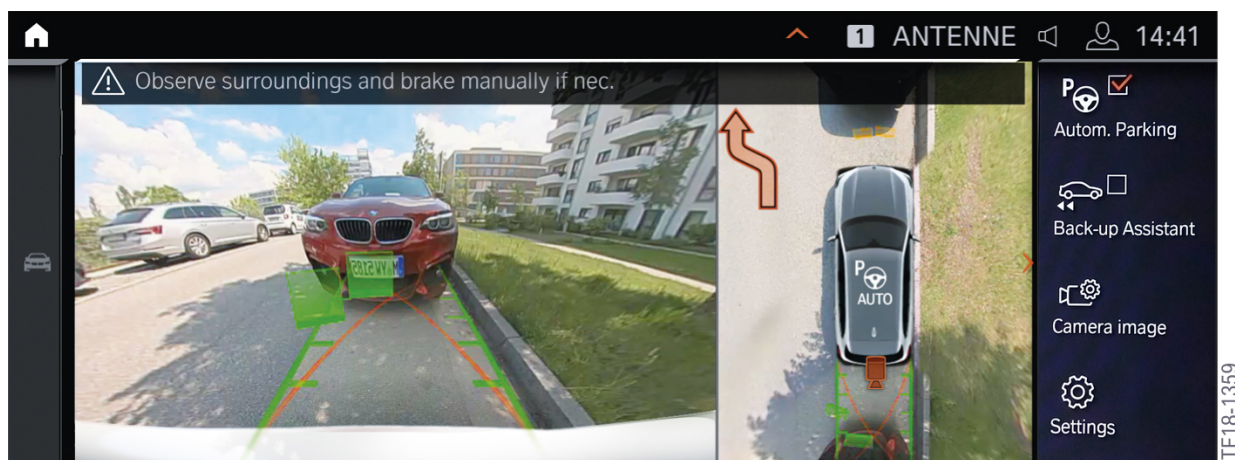 1 ANTENNE 14:41
Observe surroundings and brake manually if nec.
P
Autom. Parking
Back-up Assistant
Camera image
Settings
P
AUTO
TF18-1359